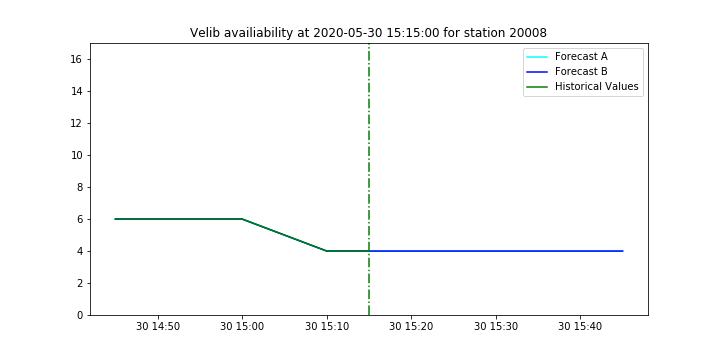 Velib availiability at 2020-05-30 15:15:00 for station 20008
Forecast A
Forecast B
Historical Values
16
14
12
10
8
6
4
2
0
30 14:50 30 15:00 30 15:10 30 15:20 30 15:30 30 15:40